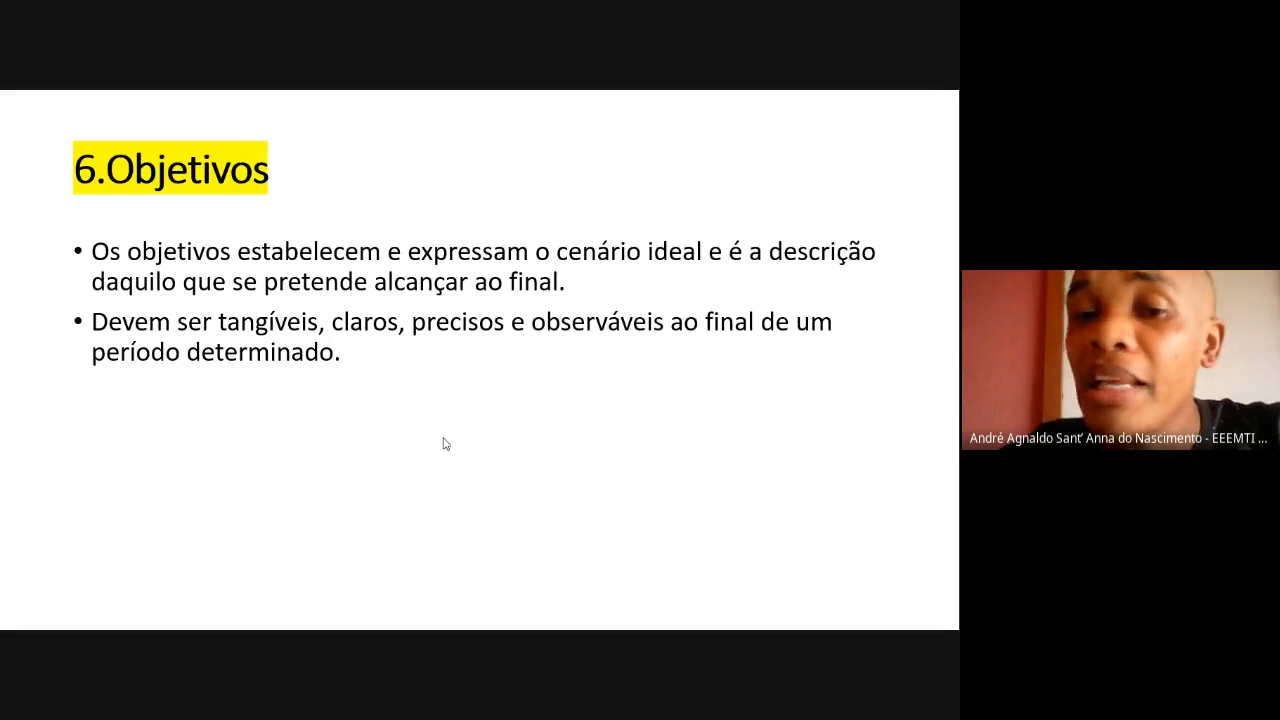 6.Objetivos
• Os objetivos estabelecem e expressam o cenário ideal e é a descrição
daquilo que se pretende alcançar ao final.
• Devem ser tangíveis, claros, precisos e observáveis ao final de um
período determinado.
André Agnaldo Sant' Anna do Nascimento - EEEMTI ...